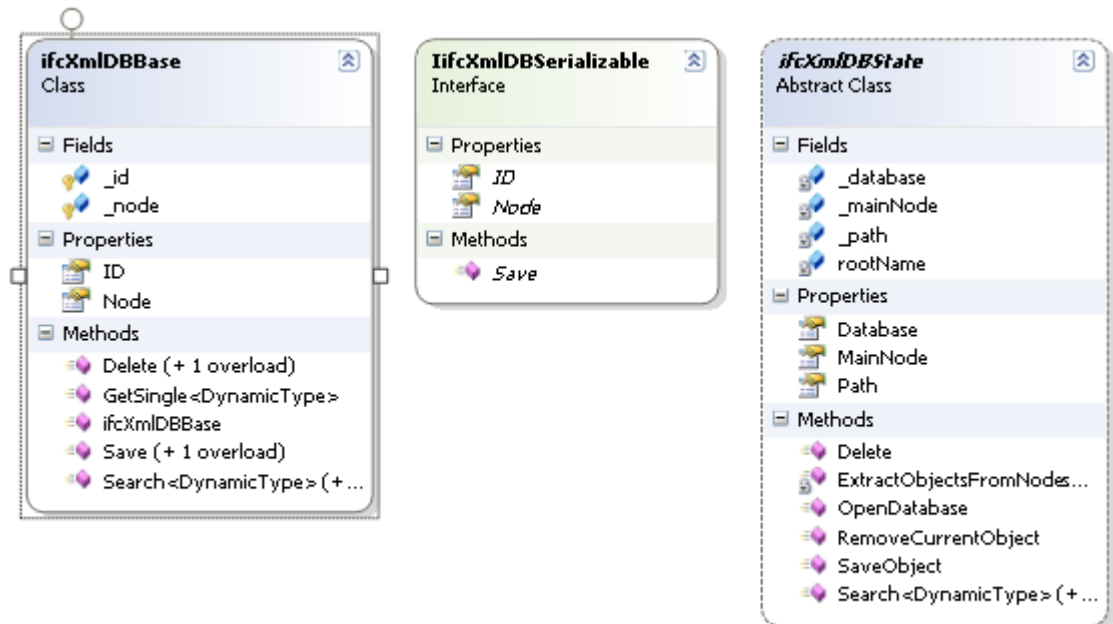 ifcXmlDBBase
Class
Fields
_id
_node
Properties
ID
Node
Methods
Delete (+ 1 overload)
GetSingle<DynamicType>
ifcXmlDBBase
Save (+ 1 overload)
Search<DynamicType> (+...
IifcXmlDBSerializable
Interface
Properties
ID
Node
Methods
Save
ifcXmlDBState
Abstract Class
Fields
_database
_mainNode
_path
rootName
Properties
Database
MainNode
Path
Methods
Delete
ExtractObjectsFromNodes...
OpenDatabase
RemoveCurrentObject
SaveObject
Search<DynamicType> (+...